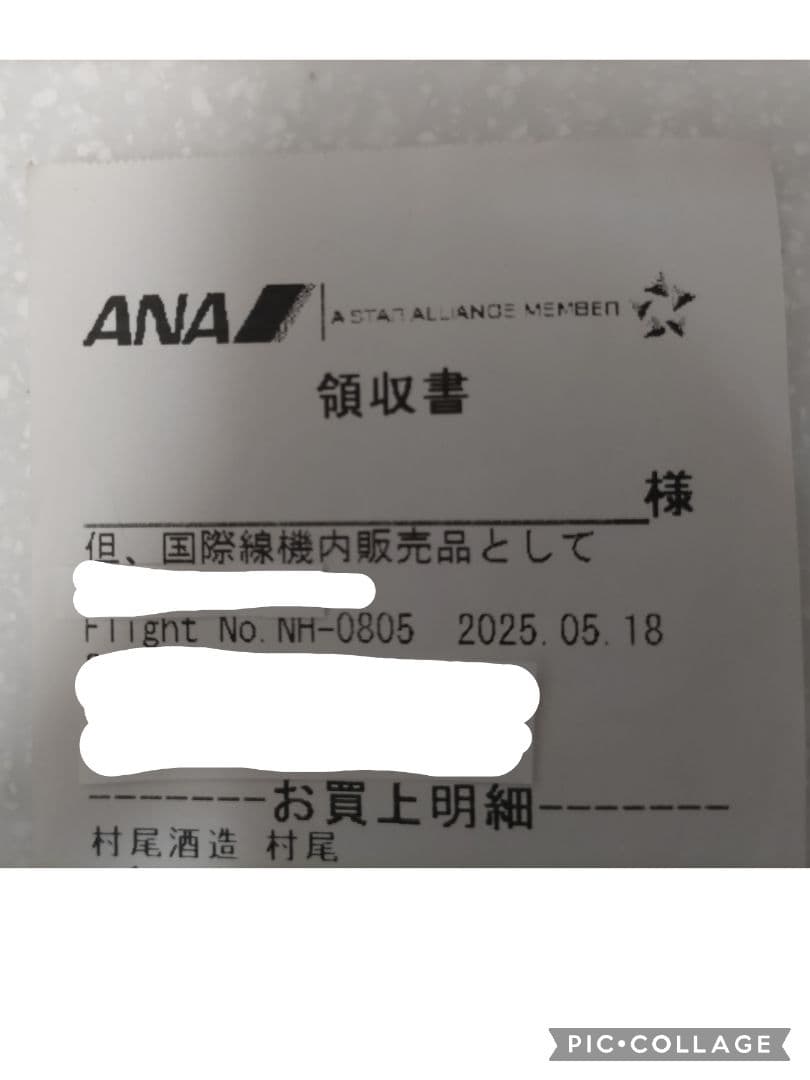 ANA A STAR ALLIANCE MEMBER
領収書
様
但、国際線機内販売品として
Flight No. NH-0805 2025.05.18
-------お買上明細-------
村尾酒造 村尾
PIC•COLLAGE